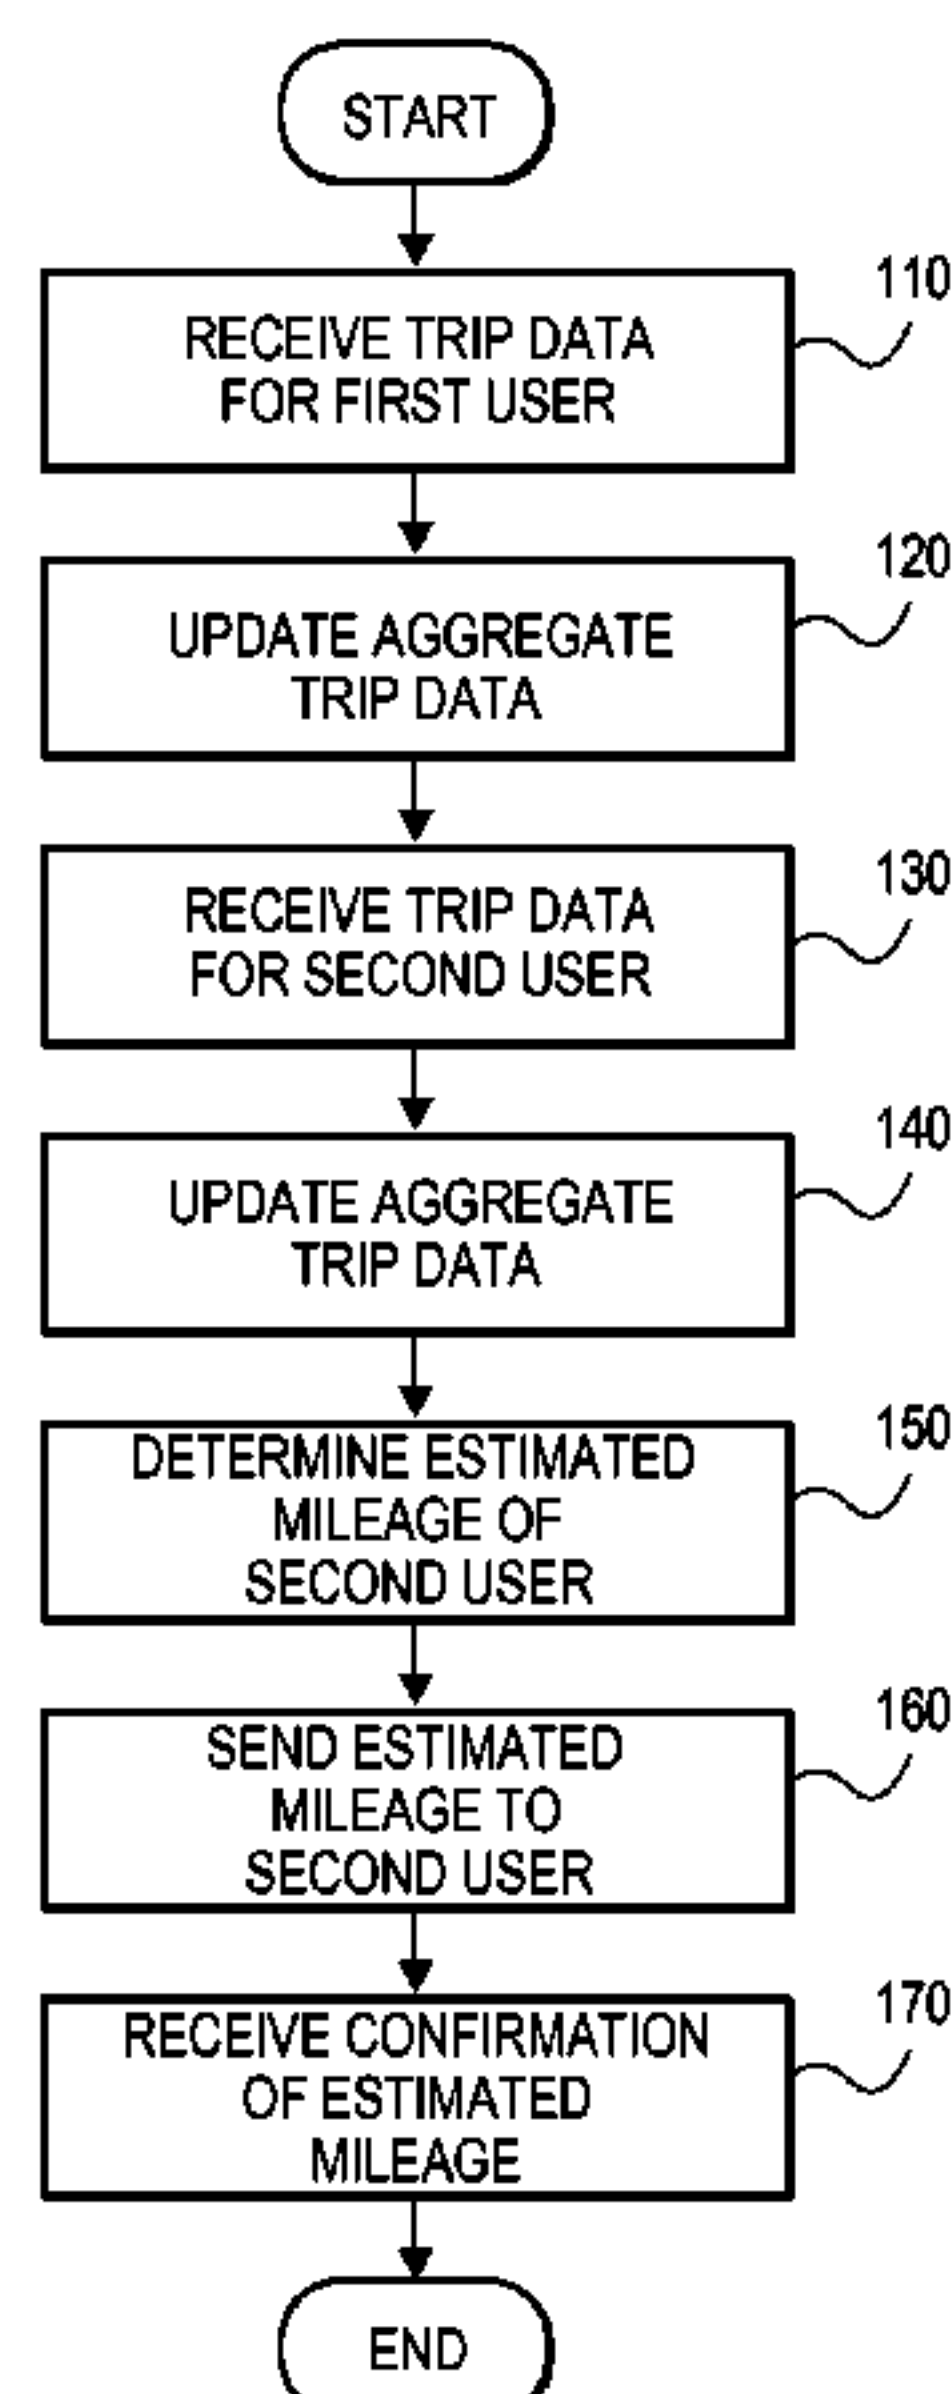 START
110
RECEIVE TRIP DATA
FOR FIRST USER
120
UPDATE AGGREGATE
TRIP DATA
130
RECEIVE TRIP DATA
FOR SECOND USER
140
UPDATE AGGREGATE
TRIP DATA
150
DETERMINE ESTIMATED
MILEAGE OF
SECOND USER
160
SEND ESTIMATED
MILEAGE TO
SECOND USER
170
RECEIVE CONFIRMATION
OF ESTIMATED
MILEAGE
END